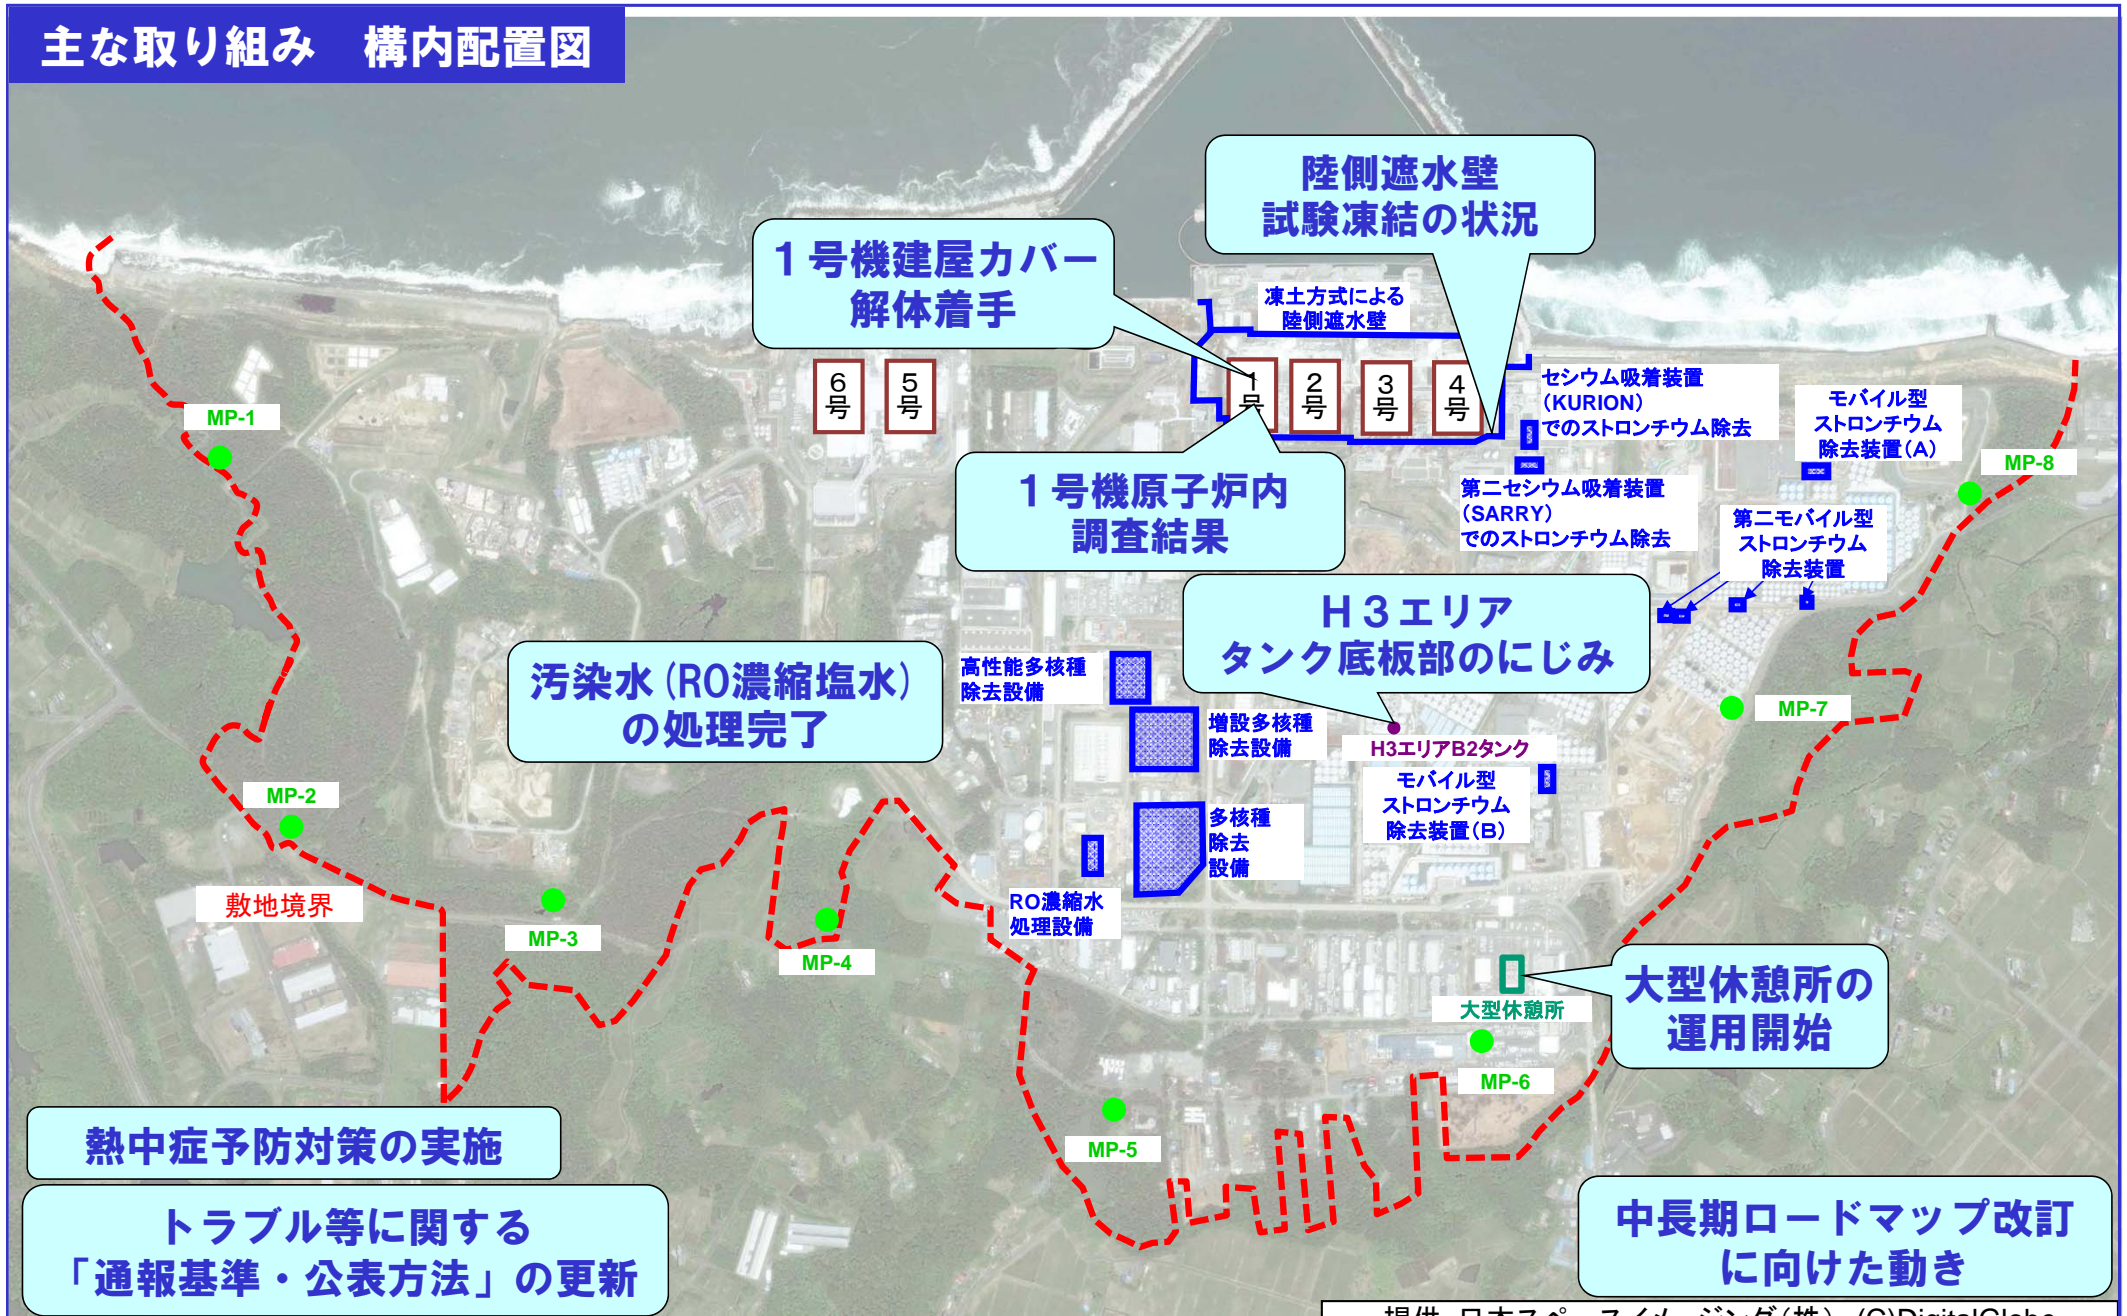 主な取り組み　構内配置図
陸側遮水壁
試験凍結の状況
１号機建屋カバー
解体着手
凍土方式による
陸側遮水壁
6号
5号
1号
2号
3号
4号
セシウム吸着装置
(KURION)
でのストロンチウム除去
モバイル型
ストロンチウム
除去装置(A)
MP-1
MP-8
１号機原子炉内
調査結果
第二セシウム吸着装置
(SARRY)
でのストロンチウム除去
第二モバイル型
ストロンチウム
除去装置
Ｈ３エリア
タンク底板部のにじみ
汚染水(RO濃縮塩水)
の処理完了
高性能多核種
除去設備
増設多核種
除去設備
H3エリアB2タンク
MP-7
モバイル型
ストロンチウム
除去装置(B)
MP-2
多核種
除去
設備
敷地境界
RO濃縮水
処理設備
MP-3
MP-4
大型休憩所の
運用開始
大型休憩所
MP-6
MP-5
熱中症予防対策の実施
トラブル等に関する
「通報基準・公表方法」の更新
中長期ロードマップ改訂
に向けた動き
提供 日本スペースイメージング(株) (C)DigitalGlobe